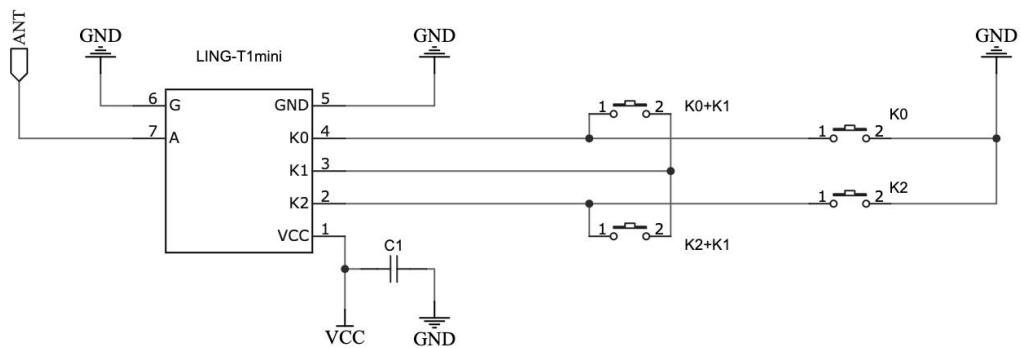 ANT
GND
GND
GND
LING-T1mini
6 G
GND 5
7 A
K0 4
K1 3
K2 2
VCC 1
1 2 K0+K1
1 2 K0
1 2 K2
1 2 K2+K1
C1
VCC
GND